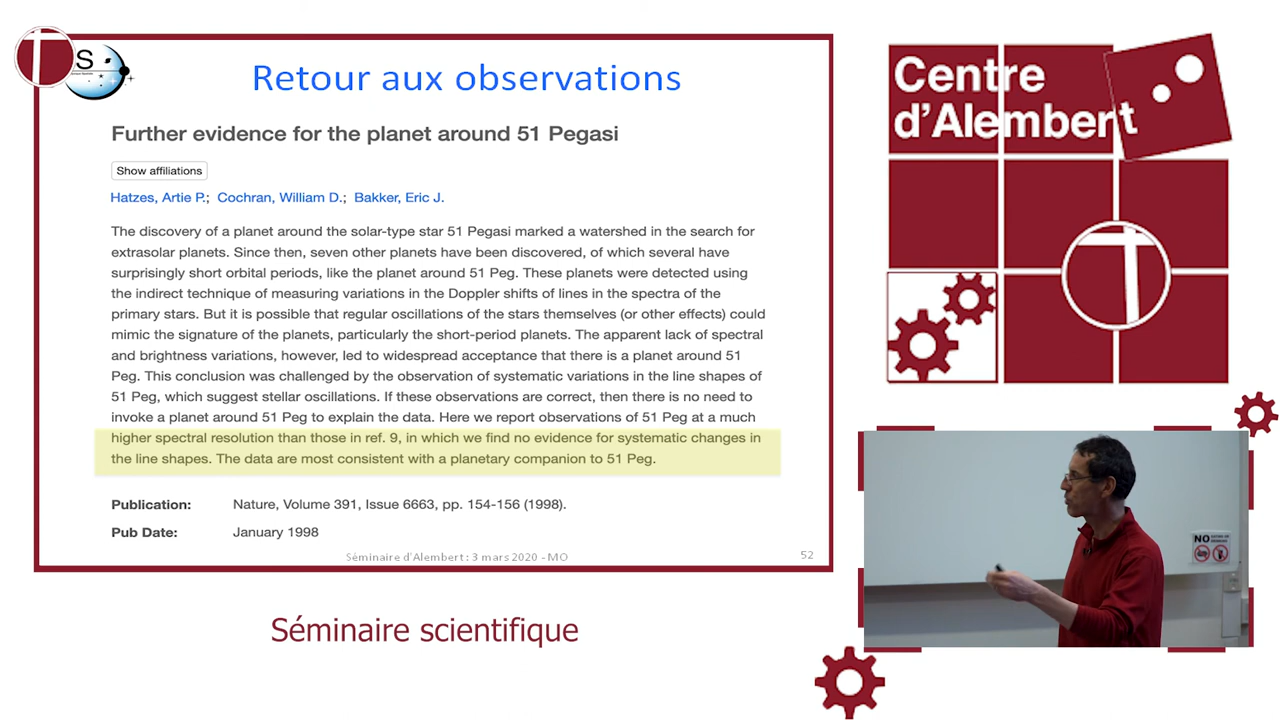 S
Retour aux observations
Further evidence for the planet around 51 Pegasi
Show affiliations
Hatzes, Artie P.; Cochran, William D.; Bakker, Eric J.
The discovery of a planet around the solar-type star 51 Pegasi marked a watershed in the search for
extrasolar planets. Since then, seven other planets have been discovered, of which several have
surprisingly short orbital periods, like the planet around 51 Peg. These planets were detected using
the indirect technique of measuring variations in the Doppler shifts of lines in the spectra of the
primary stars. But it is possible that regular oscillations of the stars themselves (or other effects) could
mimic the signature of the planets, particularly the short-period planets. The apparent lack of spectral
and brightness variations, however, led to widespread acceptance that there is a planet around 51
Peg. This conclusion was challenged by the observation of systematic variations in the line shapes of
51 Peg, which suggest stellar oscillations. If these observations are correct, then there is no need to
invoke a planet around 51 Peg to explain the data. Here we report observations of 51 Peg at a much
higher spectral resolution than those in ref. 9, in which we find no evidence for systematic changes in
the line shapes. The data are most consistent with a planetary companion to 51 Peg.
Publication: Nature, Volume 391, Issue 6663, pp. 154-156 (1998).
Pub Date: January 1998
Séminaire d'Alembert : 3 mars 2020 - MO
52
Séminaire scientifique
Centre
d'Alembert
NO